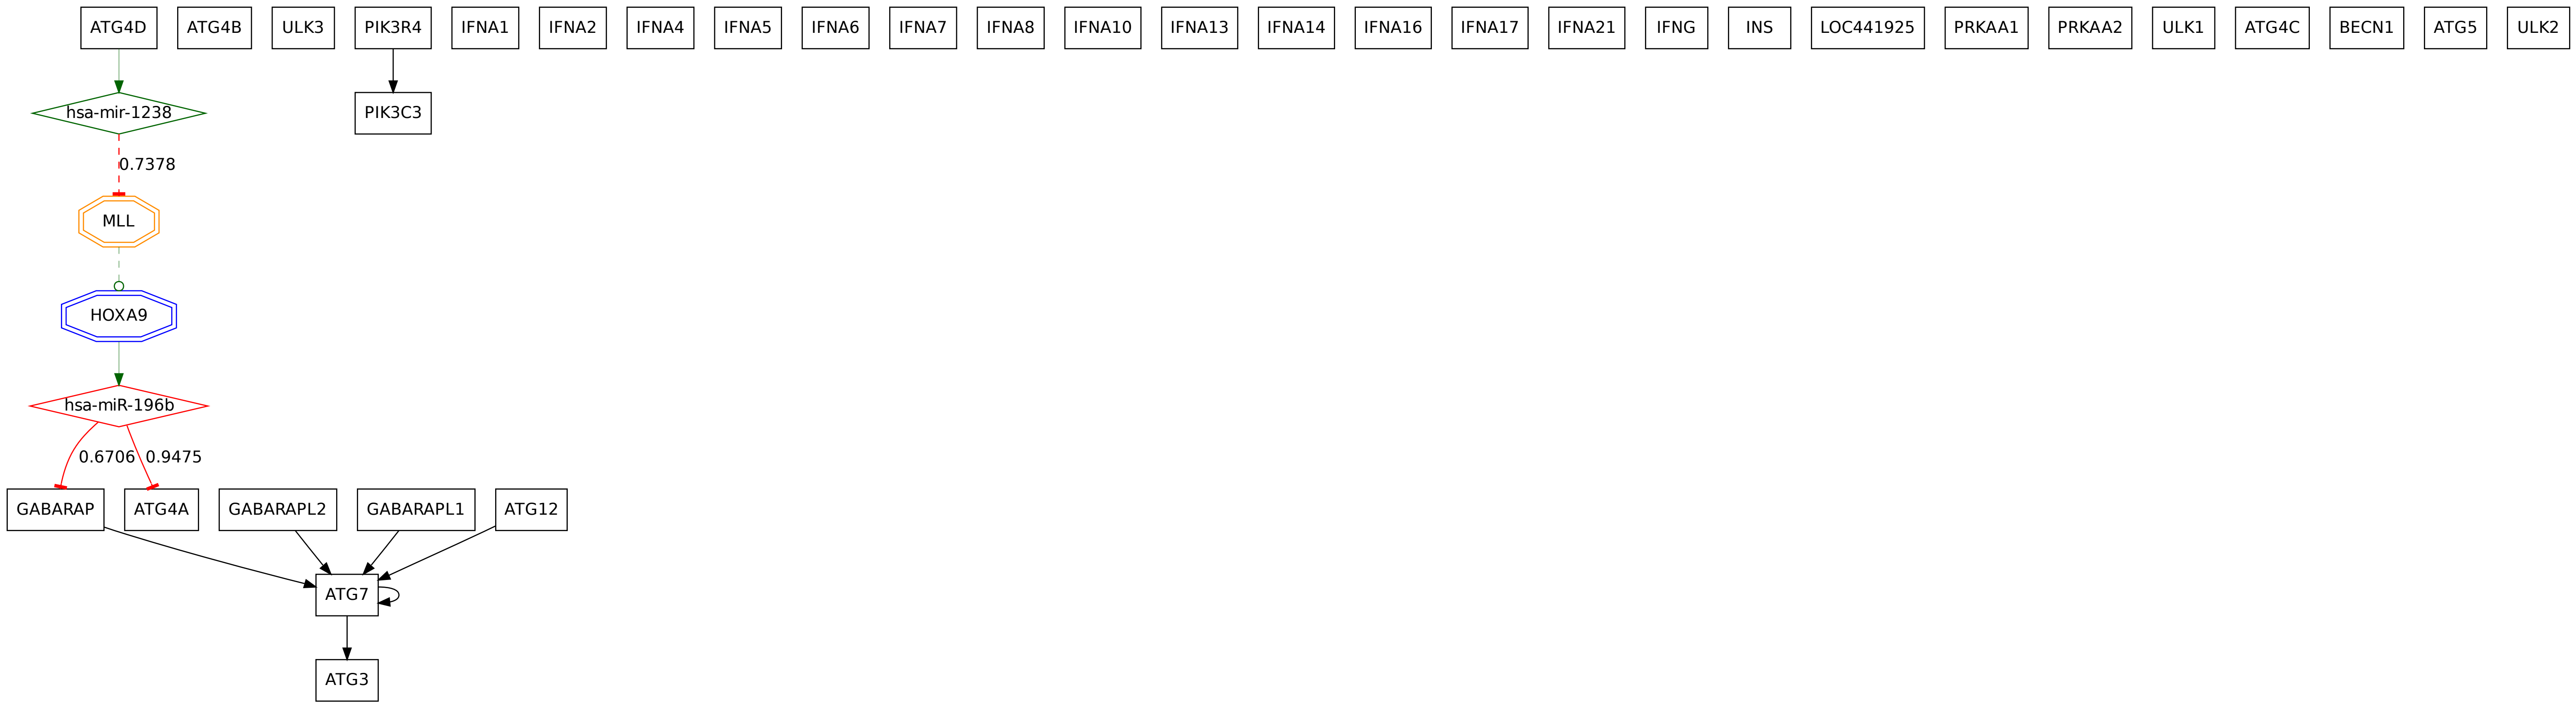 ATG4D ATG4B ULK3 PIK3R4 IFNA1 IFNA2 IFNA4 IFNA5 IFNA6 IFNA7 IFNA8 IFNA10 IFNA13 IFNA14 IFNA16 IFNA17 IFNA21 IFNG INS LOC441925 PRKAA1 PRKAA2 ULK1 ATG4C BECN1 ATG5 ULK2
hsa-mir-1238 PIK3C3
0.7378
MLL
HOXA9
hsa-miR-196b
0.6706 0.9475
GABARAP ATG4A GABARAPL2 GABARAPL1 ATG12
ATG7
ATG3